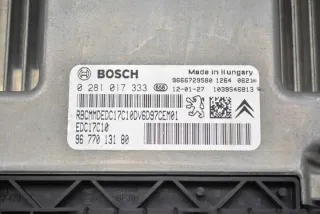 BOSCH
Made in Hungary
9666729580 1264 0621
0 281 017 333
12-01-27 1039S46813
RBCMMDEDC17C10DV6D97CEM01
EDC17C10
96 770 131 80